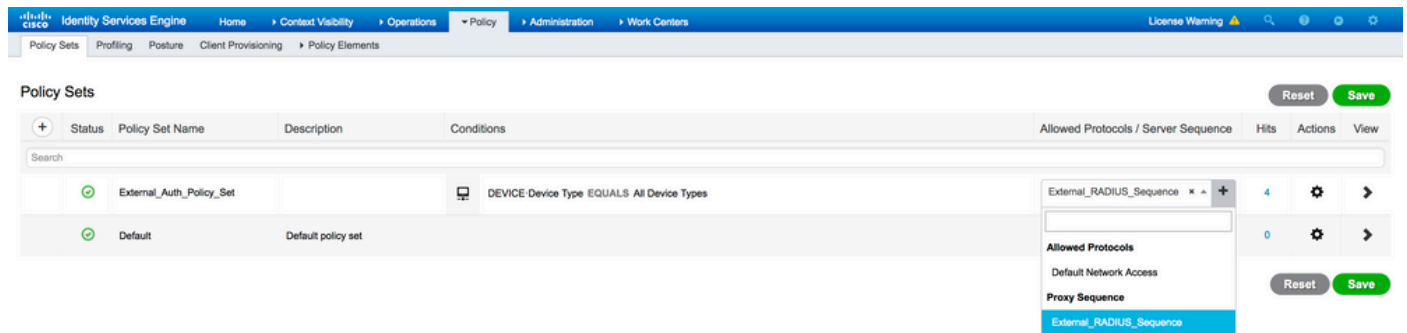 cisco Identity Services Engine Home Context Visibility Operations Policy Administration Work Centers License Warning
Policy Sets Profiling Posture Client Provisioning Policy Elements
Policy Sets
Reset Save
+ Status Policy Set Name Description Conditions Allowed Protocols / Server Sequence Hits Actions View
Search
External_Auth_Policy_Set DEVICE·Device Type EQUALS All Device Types External_RADIUS_Sequence × + 4
Default Default policy set 0
Allowed Protocols
Default Network Access
Reset Save
Proxy Sequence
External_RADIUS_Sequence